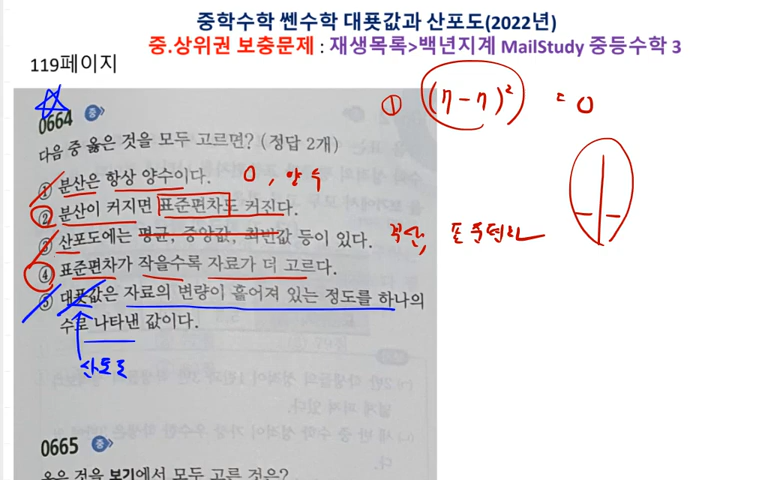 중학수학 쎈수학 대푯값과 산포도(2022년)
중.상위권 보충문제 : 재생목록>백년지계 MailStudy 중등수학 3
119페이지
0664 중
다음 중 옳은 것을 모두 고르면? (정답 2개)
① 분산은 항상 양수이다. 0, 양수
② 분산이 커지면 표준편차도 커진다.
③ 산포도에는 평균, 중앙값, 최빈값 등이 있다. 분산, 표준편차
④ 표준편차가 작을수록 자료가 더 고르다.
⑤ 대푯값은 자료의 변량이 흩어져 있는 정도를 하나의
수로 나타낸 값이다.
산포도
① (7-7)² = 0
0665 중
옳은 것을 보기에서 모두 고른 것은?